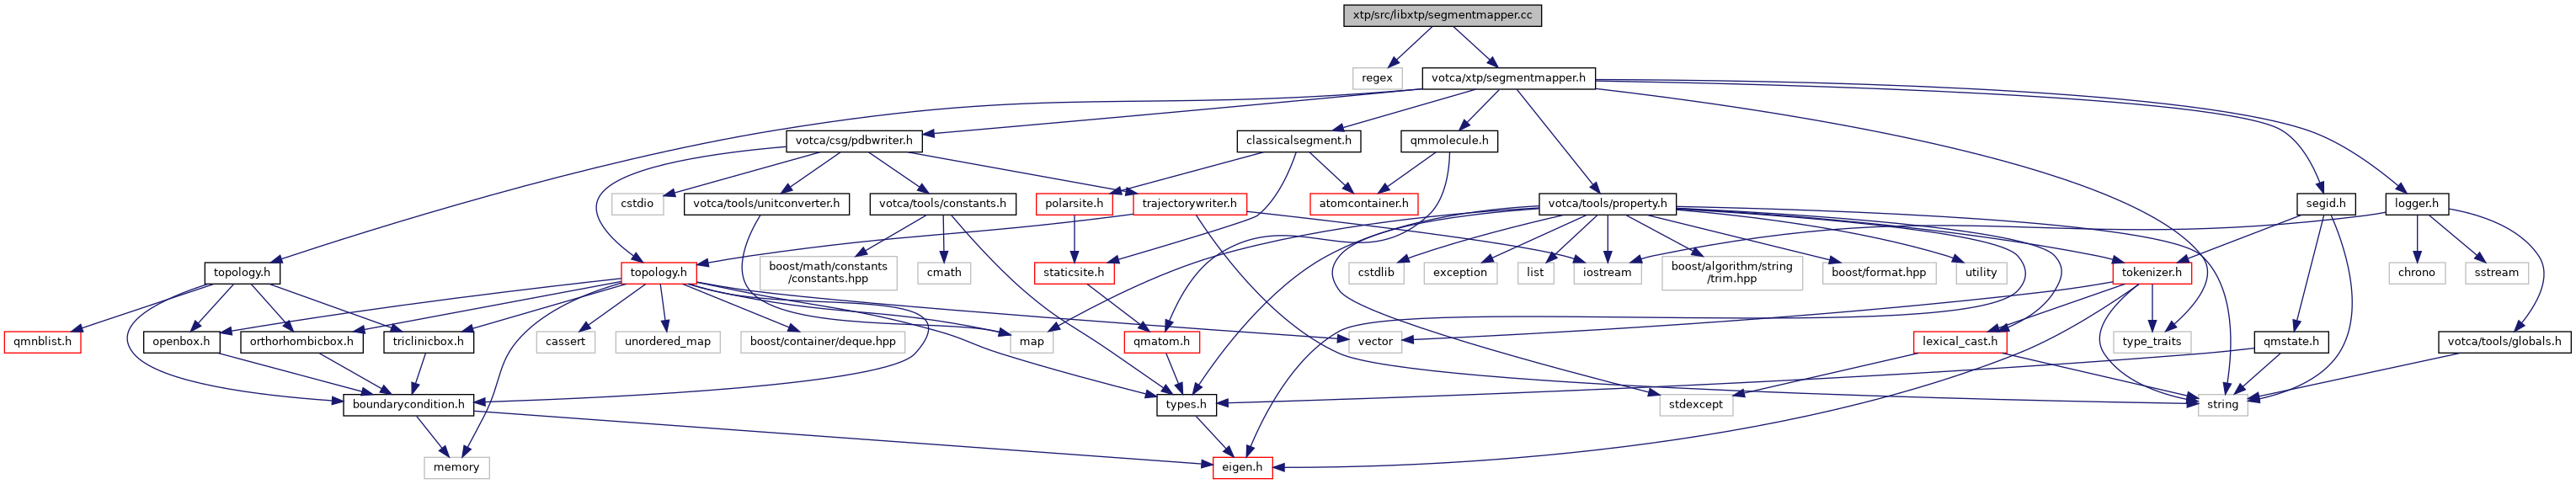 xtp/src/libxtp/segmentmapper.cc
regex
votca/xtp/segmentmapper.h
votca/csg/pdbwriter.h
classicalsegment.h
qmmolecule.h
cstdio
votca/tools/unitconverter.h
votca/tools/constants.h
polarsite.h
trajectorywriter.h
atomcontainer.h
votca/tools/property.h
segid.h
logger.h
topology.h
topology.h
boost/math/constants
/constants.hpp
cmath
staticsite.h
cstdlib
exception
list
iostream
boost/algorithm/string
/trim.hpp
boost/format.hpp
utility
tokenizer.h
chrono
sstream
qmnblist.h
openbox.h
orthorhombicbox.h
triclinicbox.h
cassert
unordered_map
boost/container/deque.hpp
map
qmatom.h
vector
lexical_cast.h
type_traits
qmstate.h
votca/tools/globals.h
boundarycondition.h
types.h
stdexcept
string
memory
eigen.h